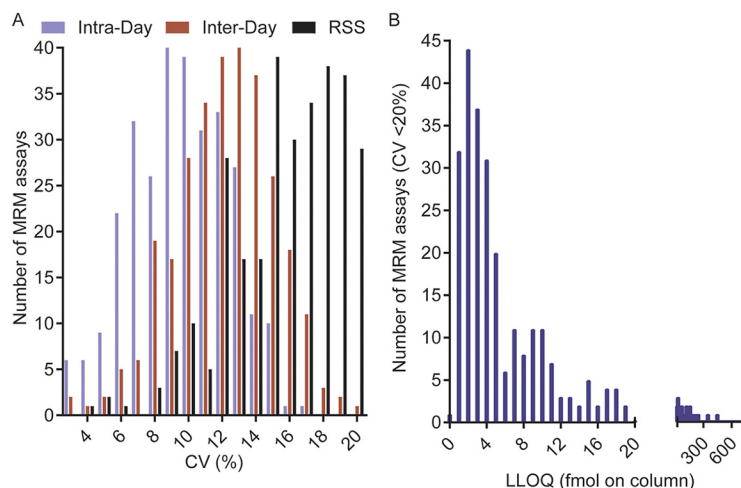 A
Intra-Day Inter-Day RSS
40
35
30
25
20
15
10
5
0
Number of MRM assays
4 6 8 10 12 14 16 18 20
CV (%)
B
45
40
35
30
25
20
15
10
5
0
Number of MRM assays (CV <20%)
0 4 8 12 16 20 300 600
LLOQ (fmol on column)